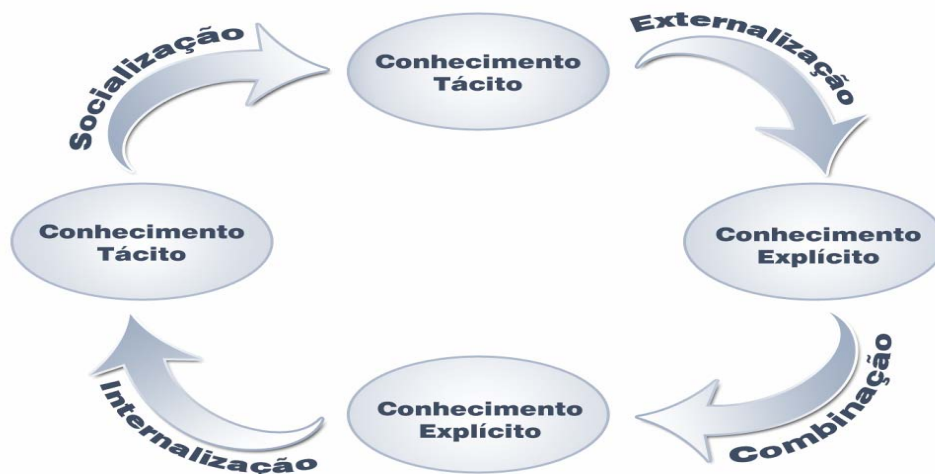 Socialização
Externalização
Conhecimento
Tácito
Conhecimento
Tácito
Conhecimento
Explícito
Conhecimento
Explícito
Internalização
Combinação